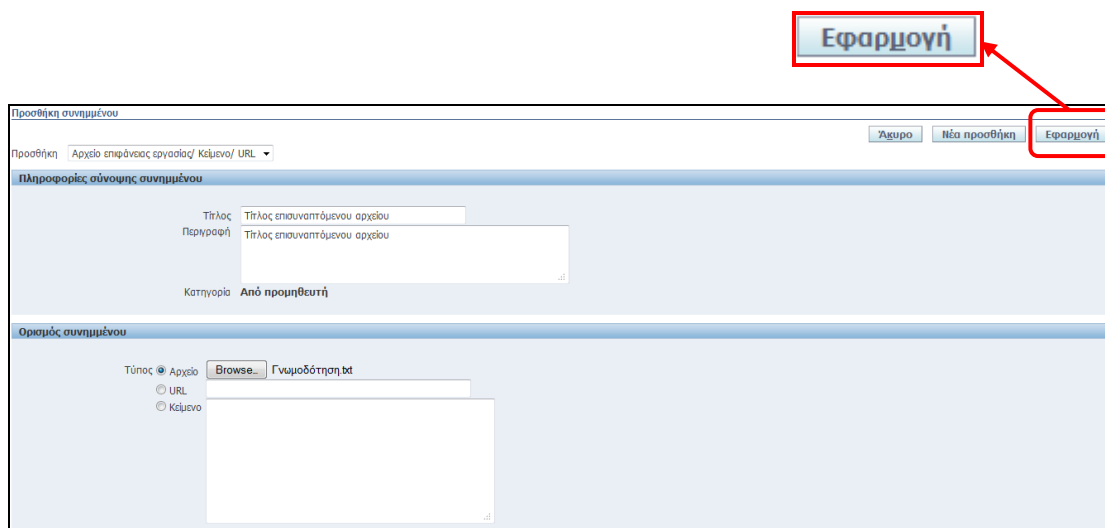 Εφαρμογή
Προσθήκη συνημμένου
Άκυρο Νέα προσθήκη Εφαρμογή
Προσθήκη Αρχείο επιφάνειας εργασίας/ Κείμενο/ URL
Πληροφορίες σύνοψης συνημμένου
Τίτλος Τίτλος επισυναπτόμενου αρχείου
Περιγραφή Τίτλος επισυναπτόμενου αρχείου
Κατηγορία Από προμηθευτή
Ορισμός συνημμένου
Τύπος Αρχείο Browse... Γνωμοδότηση.txt
URL
Κείμενο